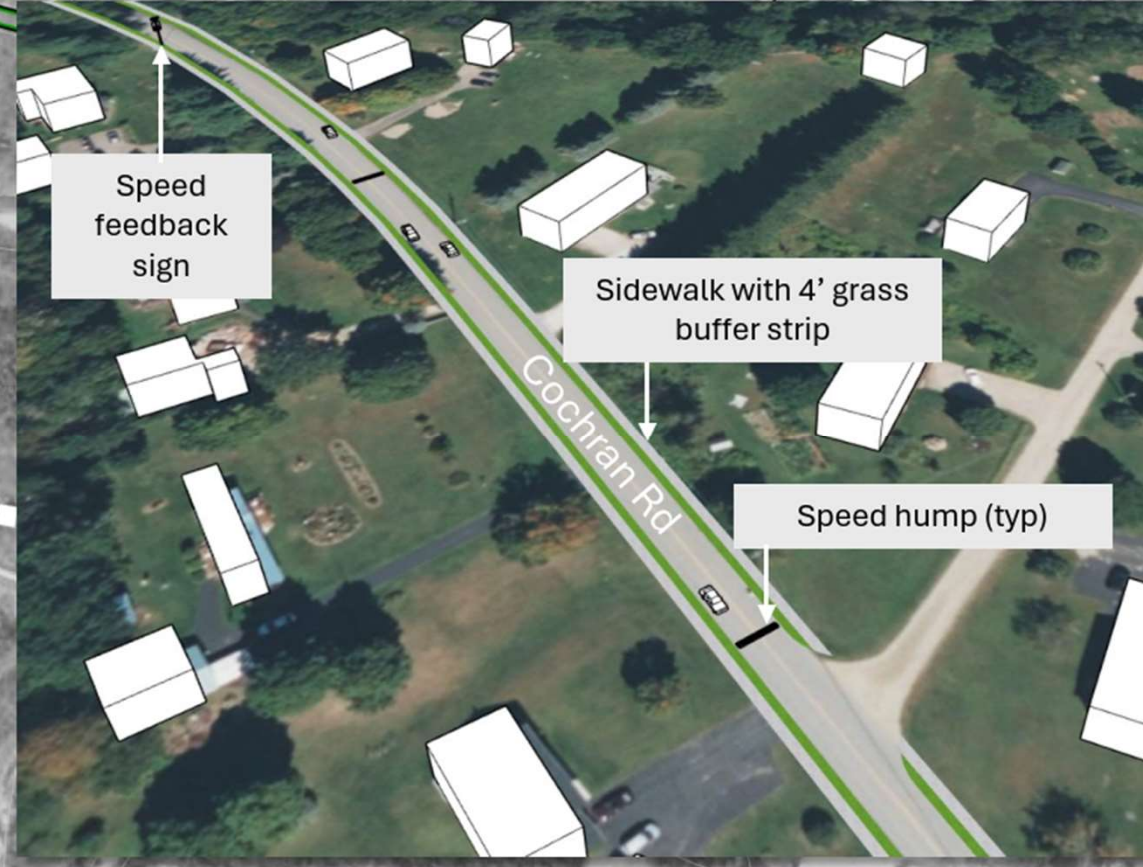 Speed
feedback
sign
Sidewalk with 4’ grass
buffer strip
Cochran Rd
Speed hump (typ)